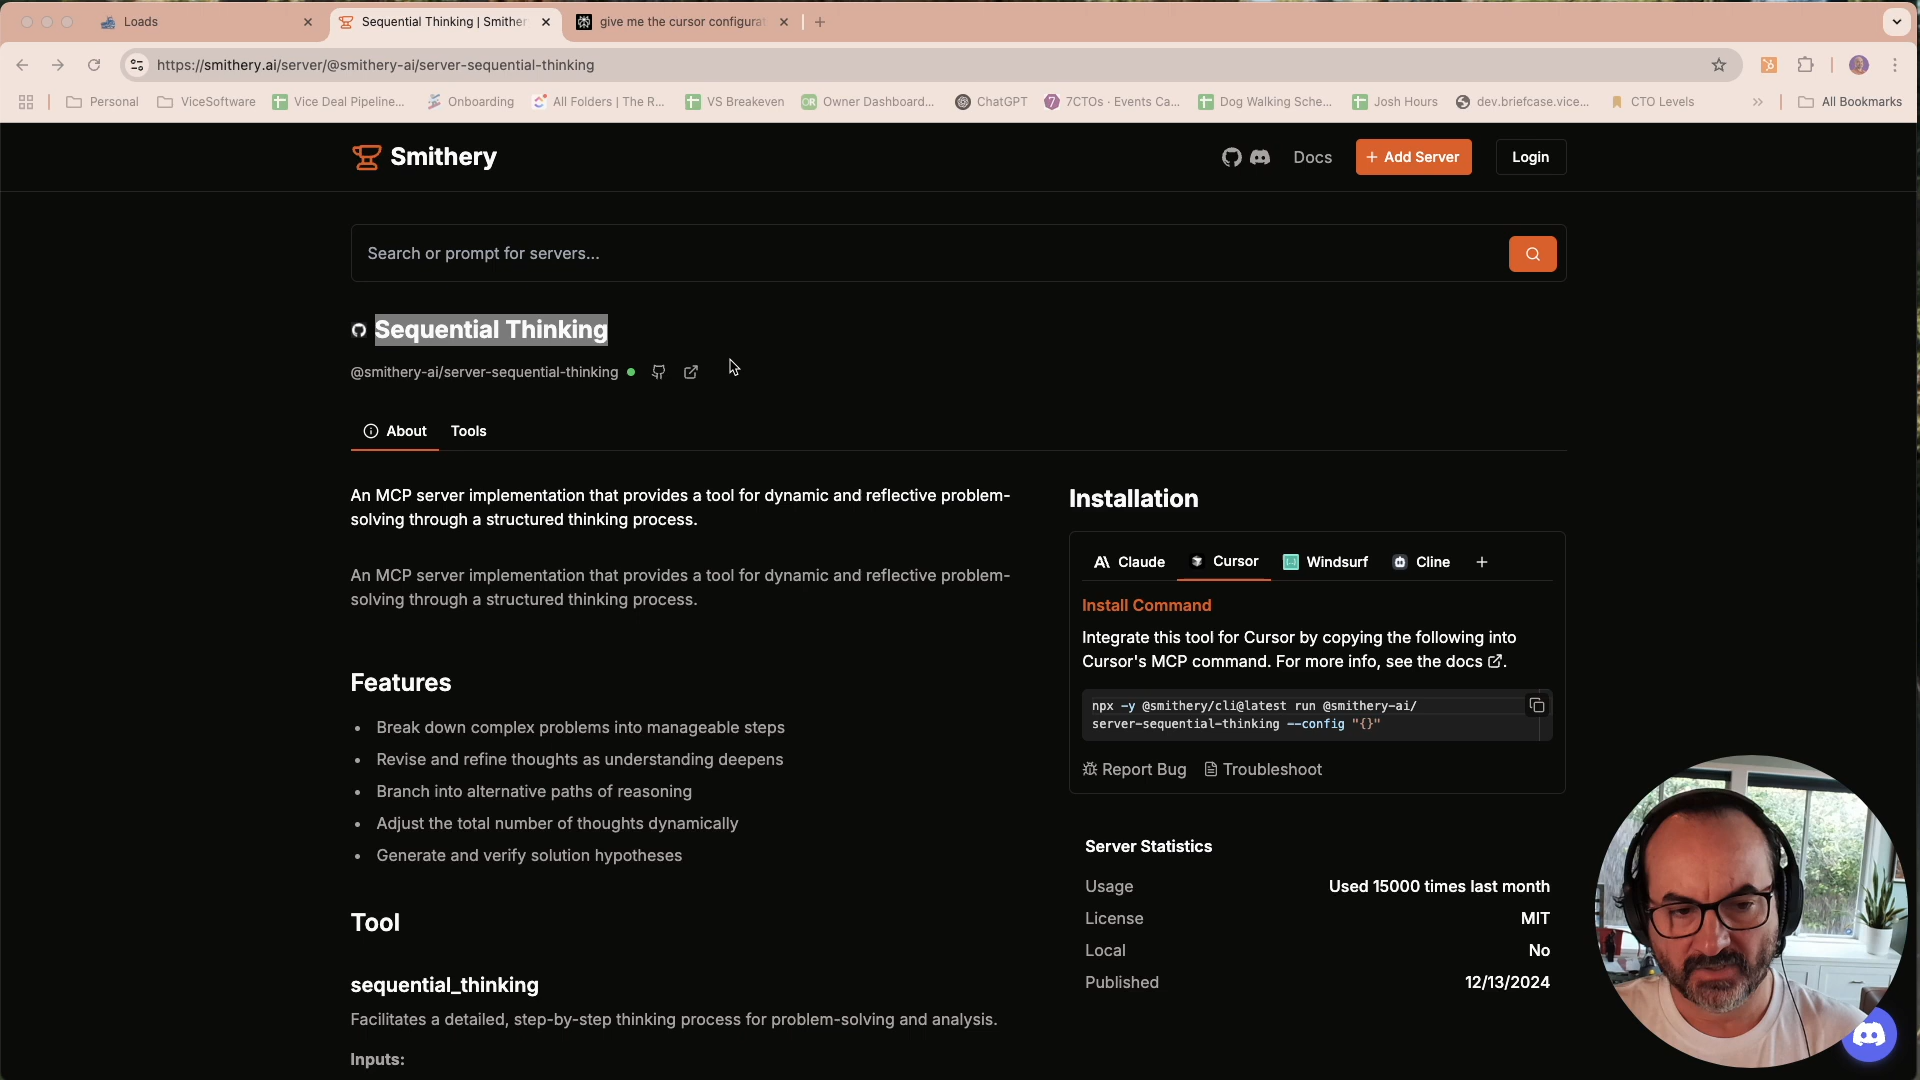 Loads
Sequential Thinking | Smither
give me the cursor configurat
https://smithery.ai/server/@smithery-ai/server-sequential-thinking
Personal
ViceSoftware
Vice Deal Pipeline...
Onboarding
All Folders | The R...
VS Breakeven
OR
Owner Dashboard...
ChatGPT
7
7CTOs · Events Ca...
Dog Walking Sche...
Josh Hours
dev.briefcase.vice...
CTO Levels
»
All Bookmarks
Smithery
Docs
+ Add Server
Login
Search or prompt for servers...
Sequential Thinking
@smithery-ai/server-sequential-thinking
About
Tools
An MCP server implementation that provides a tool for dynamic and reflective problem-
solving through a structured thinking process.
An MCP server implementation that provides a tool for dynamic and reflective problem-
solving through a structured thinking process.
Features
• Break down complex problems into manageable steps
• Revise and refine thoughts as understanding deepens
• Branch into alternative paths of reasoning
• Adjust the total number of thoughts dynamically
• Generate and verify solution hypotheses
Tool
sequential_thinking
Facilitates a detailed, step-by-step thinking process for problem-solving and analysis.
Inputs:
Installation
Claude
Cursor
Windsurf
Cline
+
Install Command
Integrate this tool for Cursor by copying the following into
Cursor's MCP command. For more info, see the docs.
npx -y @smithery/cli@latest run @smithery-ai/
server-sequential-thinking --config "{}"
Report Bug
Troubleshoot
Server Statistics
Usage
Used 15000 times last month
License
MIT
Local
No
Published
12/13/2024